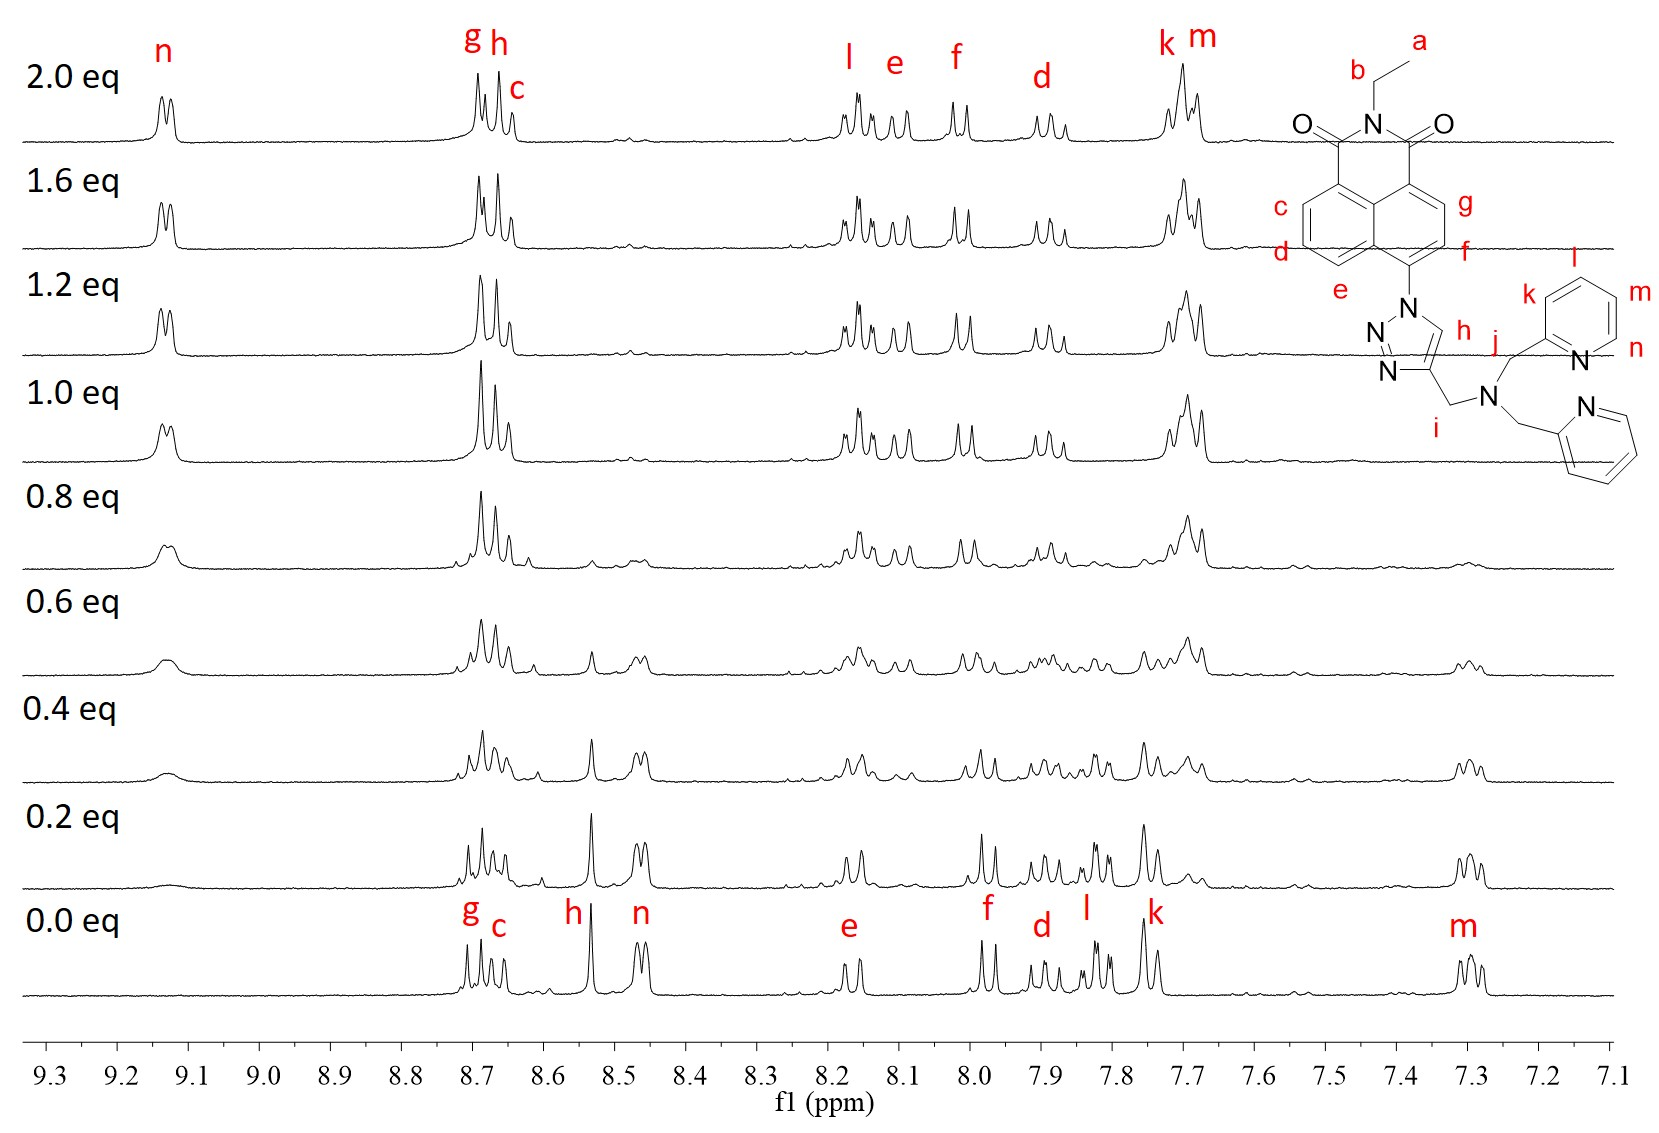 n g h c l e f d k m
2.0 eq
1.6 eq
1.2 eq
1.0 eq
0.8 eq
0.6 eq
0.4 eq
0.2 eq
0.0 eq
g c h n e f d l k m
a
b
O N O
c g
d f
e
l
k m
N h
N j n
N N
N
N
i
9.3 9.2 9.1 9.0 8.9 8.8 8.7 8.6 8.5 8.4 8.3 8.2 8.1 8.0 7.9 7.8 7.7 7.6 7.5 7.4 7.3 7.2 7.1
f1 (ppm)